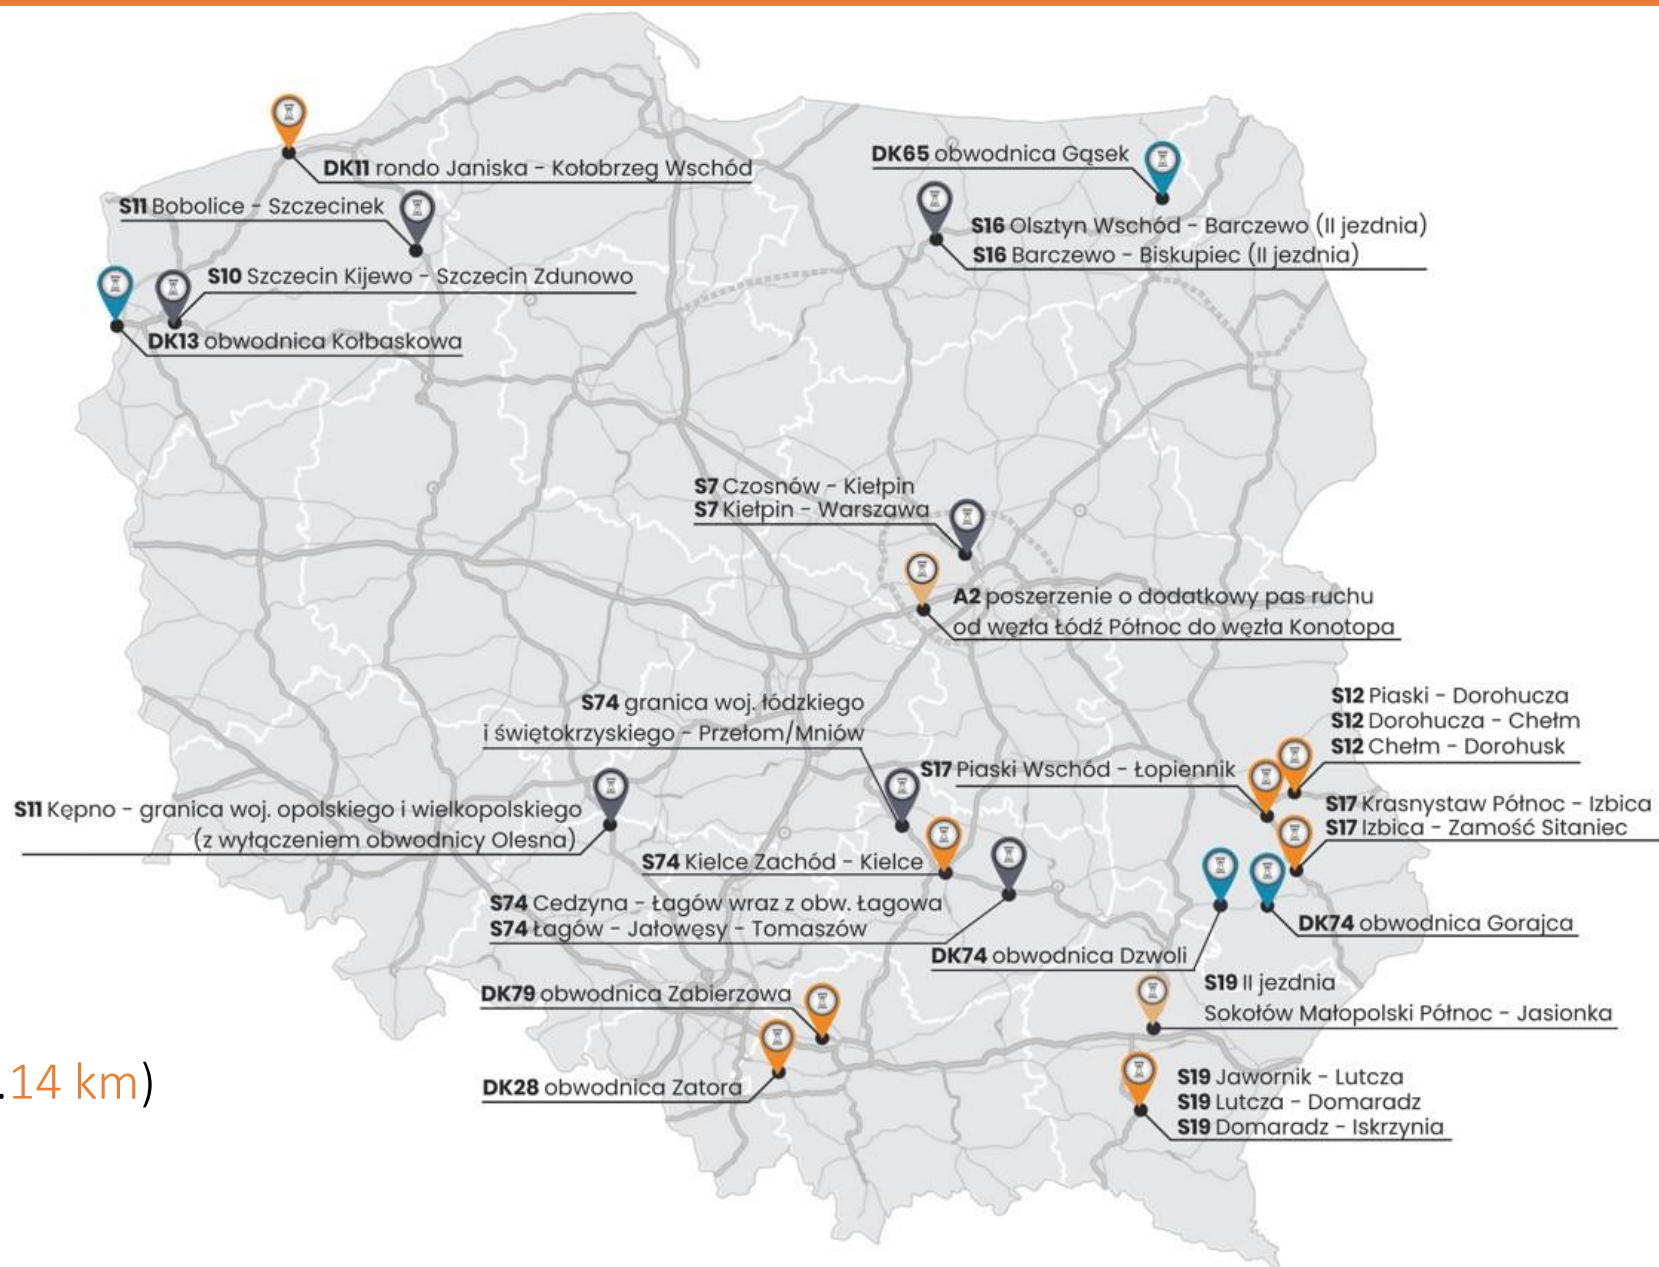 DK11 rondo Janiska - Kołobrzeg Wschód
DK65 obwodnica Gąsek
S11 Bobolice - Szczecinek
S16 Olsztyn Wschód - Barczewo (II jezdnia)
S16 Barczewo - Biskupiec (II jezdnia)
S10 Szczecin Kijewo - Szczecin Zdunowo
DK13 obwodnica Kołbaskowa
S7 Czosnów - Kiełpin
S7 Kiełpin - Warszawa
A2 poszerzenie o dodatkowy pas ruchu
od węzła Łódź Północ do węzła Konotopa
S74 granica woj. łódzkiego
i świętokrzyskiego - Przełom/Mniów
S12 Piaski - Dorohucza
S12 Dorohucza - Chełm
S12 Chełm - Dorohusk
S17 Piaski Wschód - Łopiennik
S11 Kępno - granica woj. opolskiego i wielkopolskiego
(z wyłączeniem obwodnicy Olesna)
S17 Krasnystaw Północ - Izbica
S17 Izbica - Zamość Sitaniec
S74 Kielce Zachód - Kielce
S74 Cedzyna - Łagów wraz z obw. Łagowa
S74 Łagów - Jałowęsy - Tomaszów
DK74 obwodnica Gorajca
DK74 obwodnica Dzwoli
S19 II jezdnia
Sokołów Małopolski Północ - Jasionka
DK79 obwodnica Zabierzowa
DK28 obwodnica Zatora
.14 km)
S19 Jawornik - Lutcza
S19 Lutcza - Domaradz
S19 Domaradz - Iskrzynia